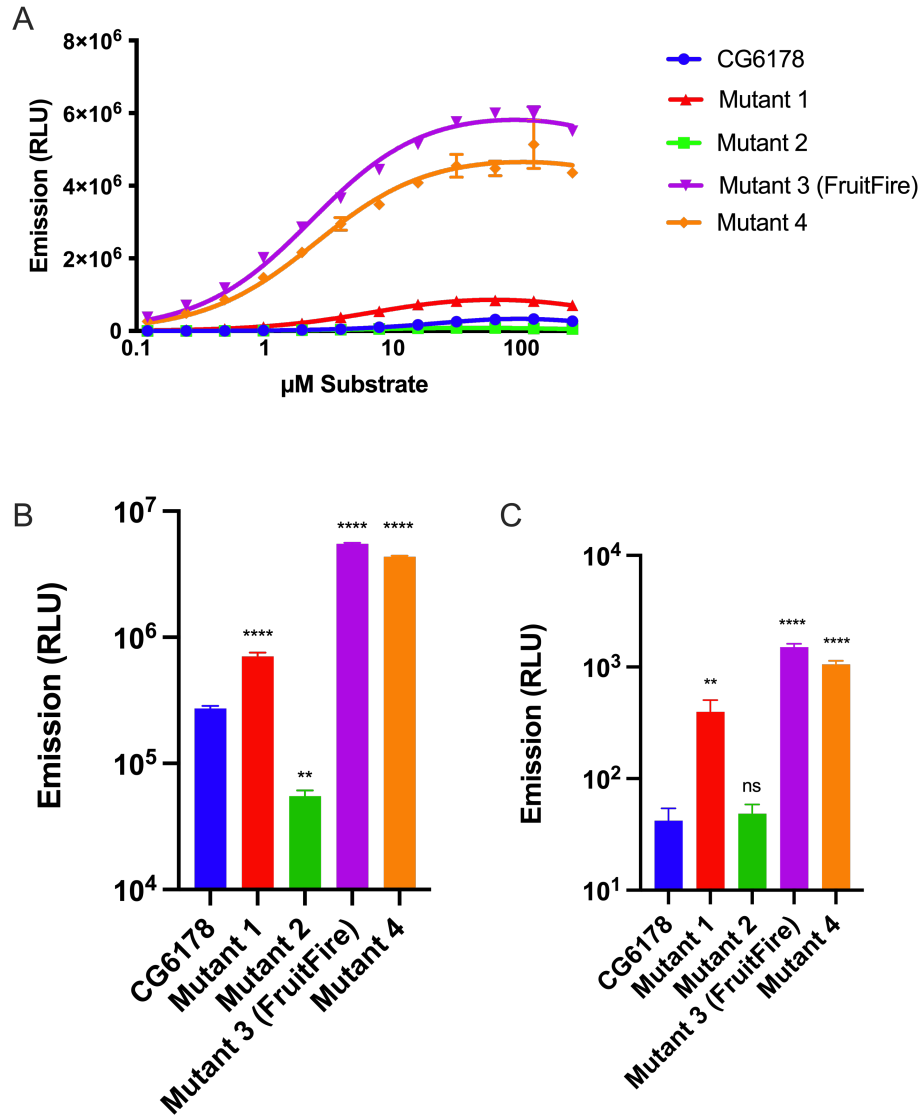 A
8×10⁶
6×10⁶
4×10⁶
2×10⁶
0
Emission (RLU)
0.1
1
10
100
µM Substrate
CG6178
Mutant 1
Mutant 2
Mutant 3 (FruitFire)
Mutant 4
B
10⁷
10⁶
10⁵
10⁴
Emission (RLU)
****
**
****
****
CG6178
Mutant 1
Mutant 2
Mutant 3 (FruitFire)
Mutant 4
C
10⁴
10³
10²
10¹
Emission (RLU)
**
ns
****
****
CG6178
Mutant 1
Mutant 2
Mutant 3 (FruitFire)
Mutant 4